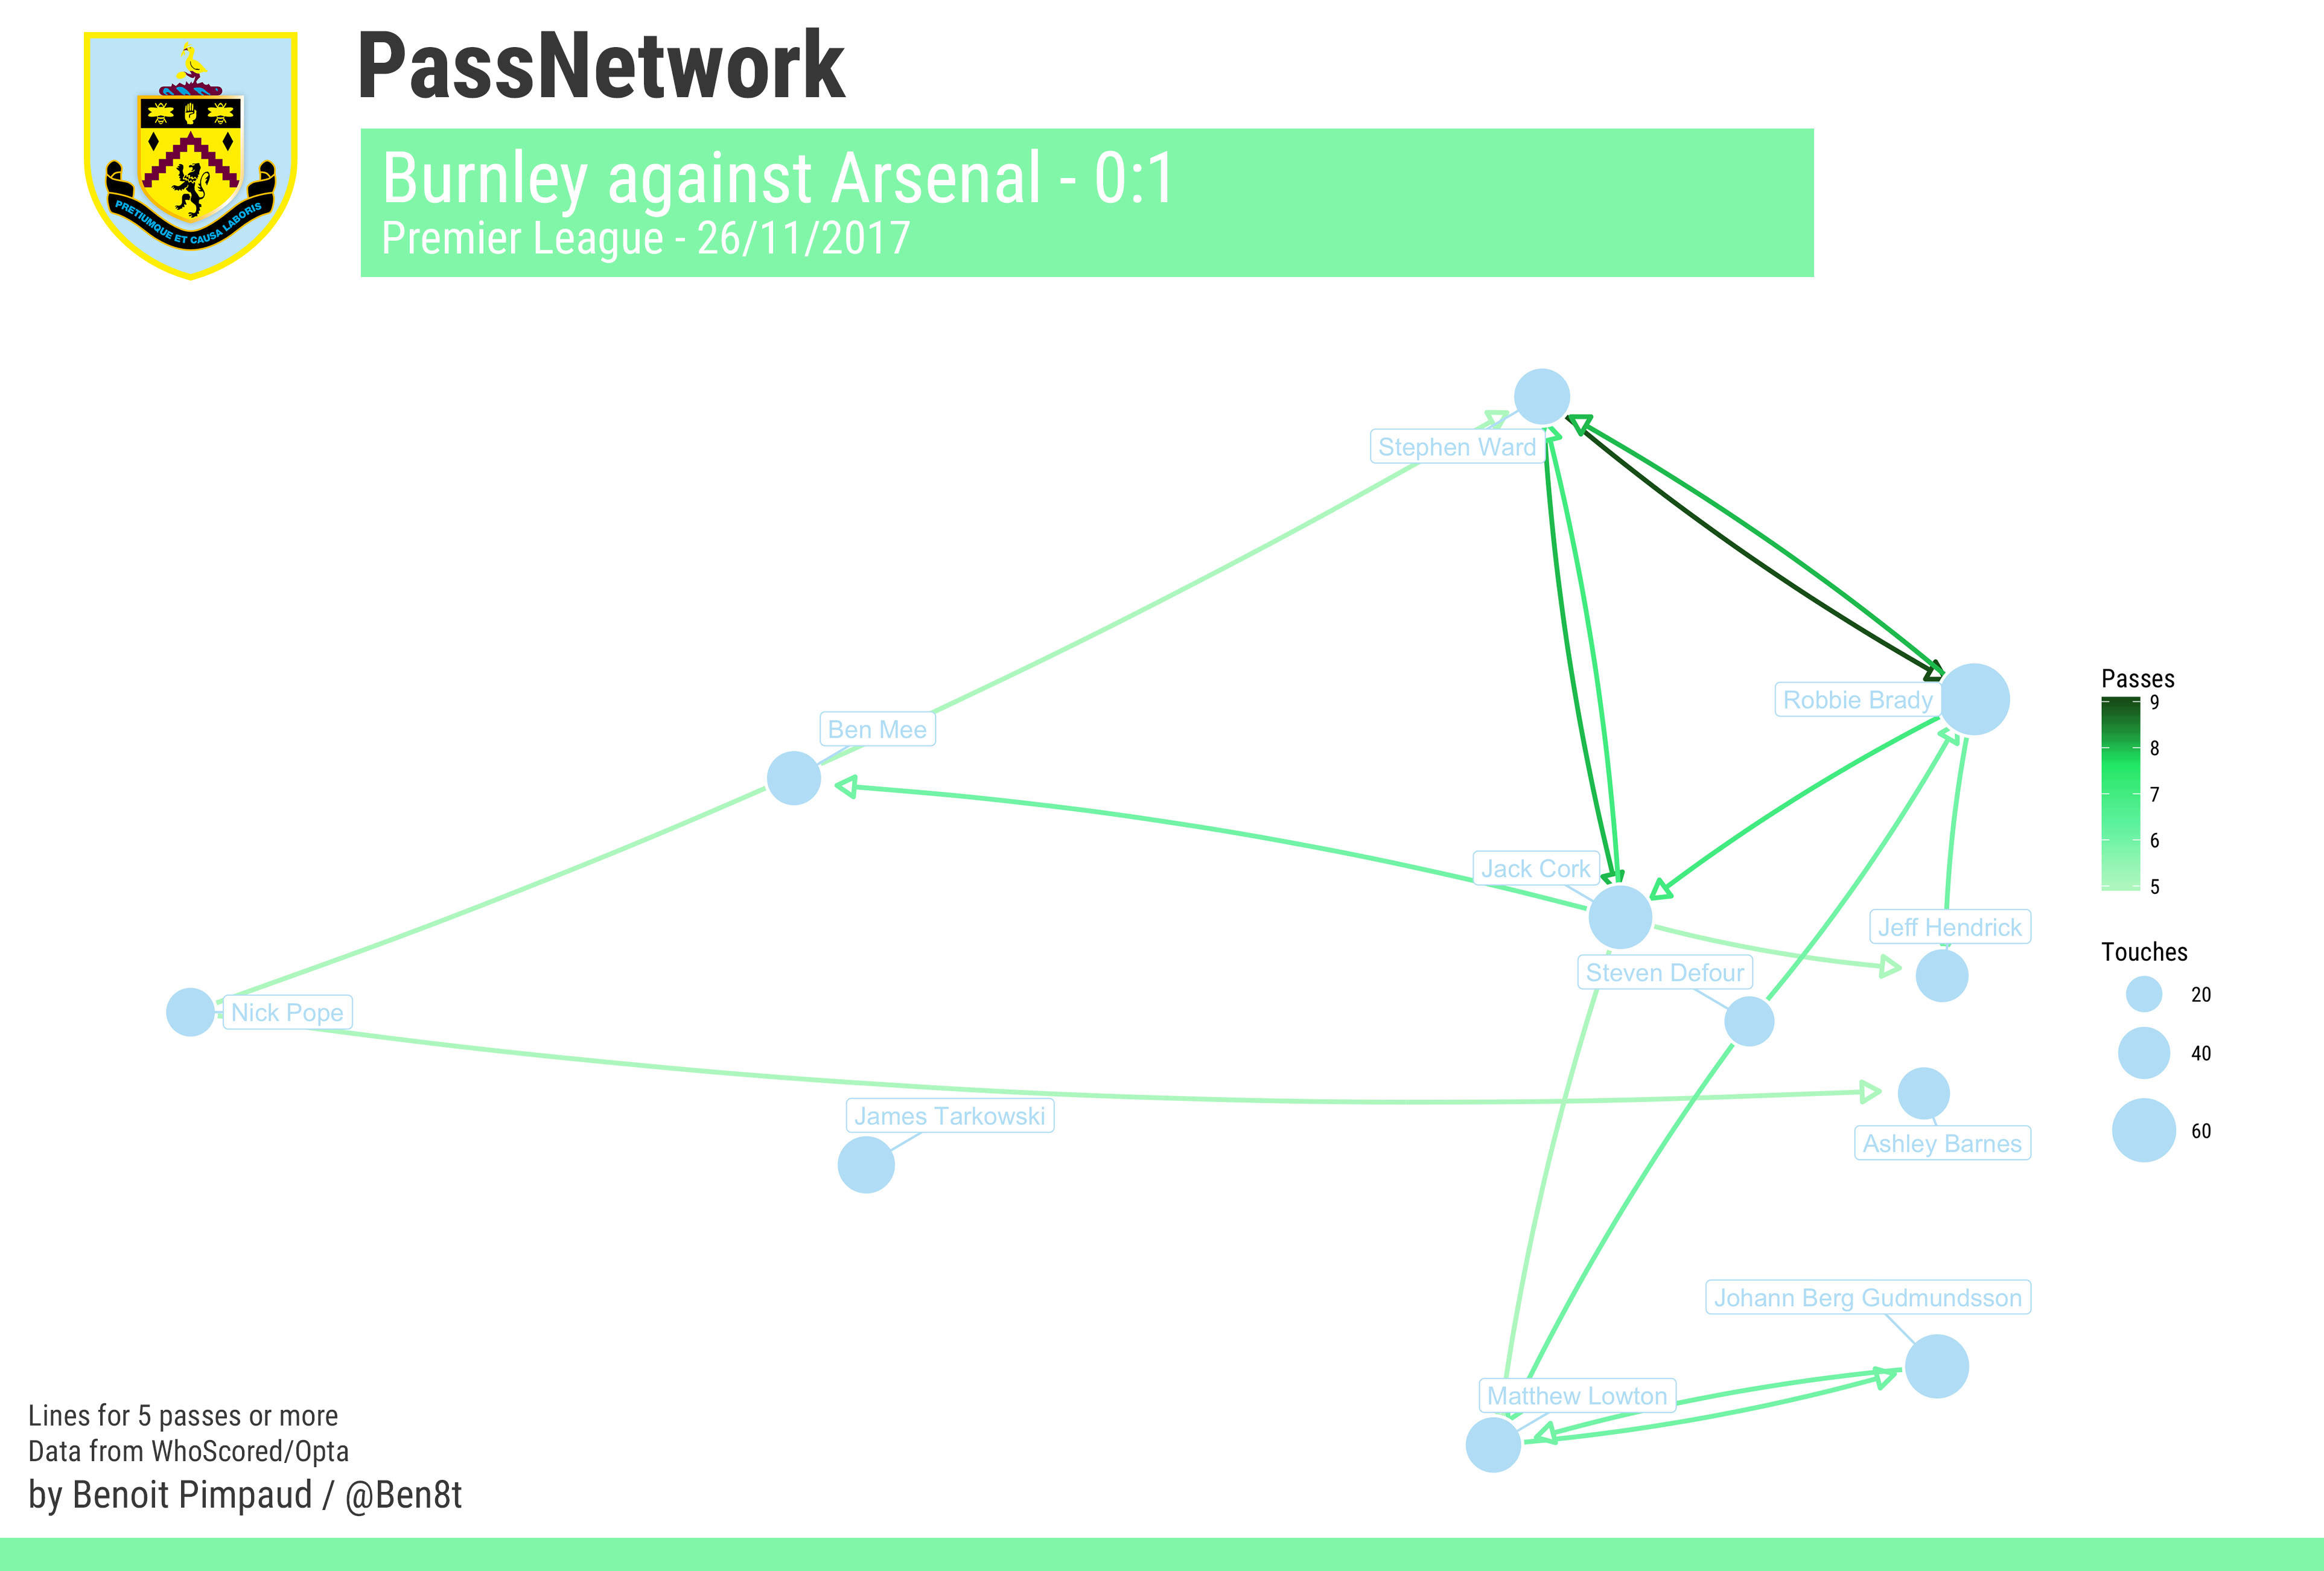 PassNetwork
Burnley against Arsenal - 0:1
Premier League - 26/11/2017
PRETIUMQUE ET CAUSA LABORIS
Stephen Ward
Robbie Brady
Ben Mee
Jack Cork
Jeff Hendrick
Steven Defour
Nick Pope
James Tarkowski
Ashley Barnes
Johann Berg Gudmundsson
Matthew Lowton
Passes
9
8
7
6
5
Touches
20
40
60
Lines for 5 passes or more
Data from WhoScored/Opta
by Benoit Pimpaud / @Ben8t